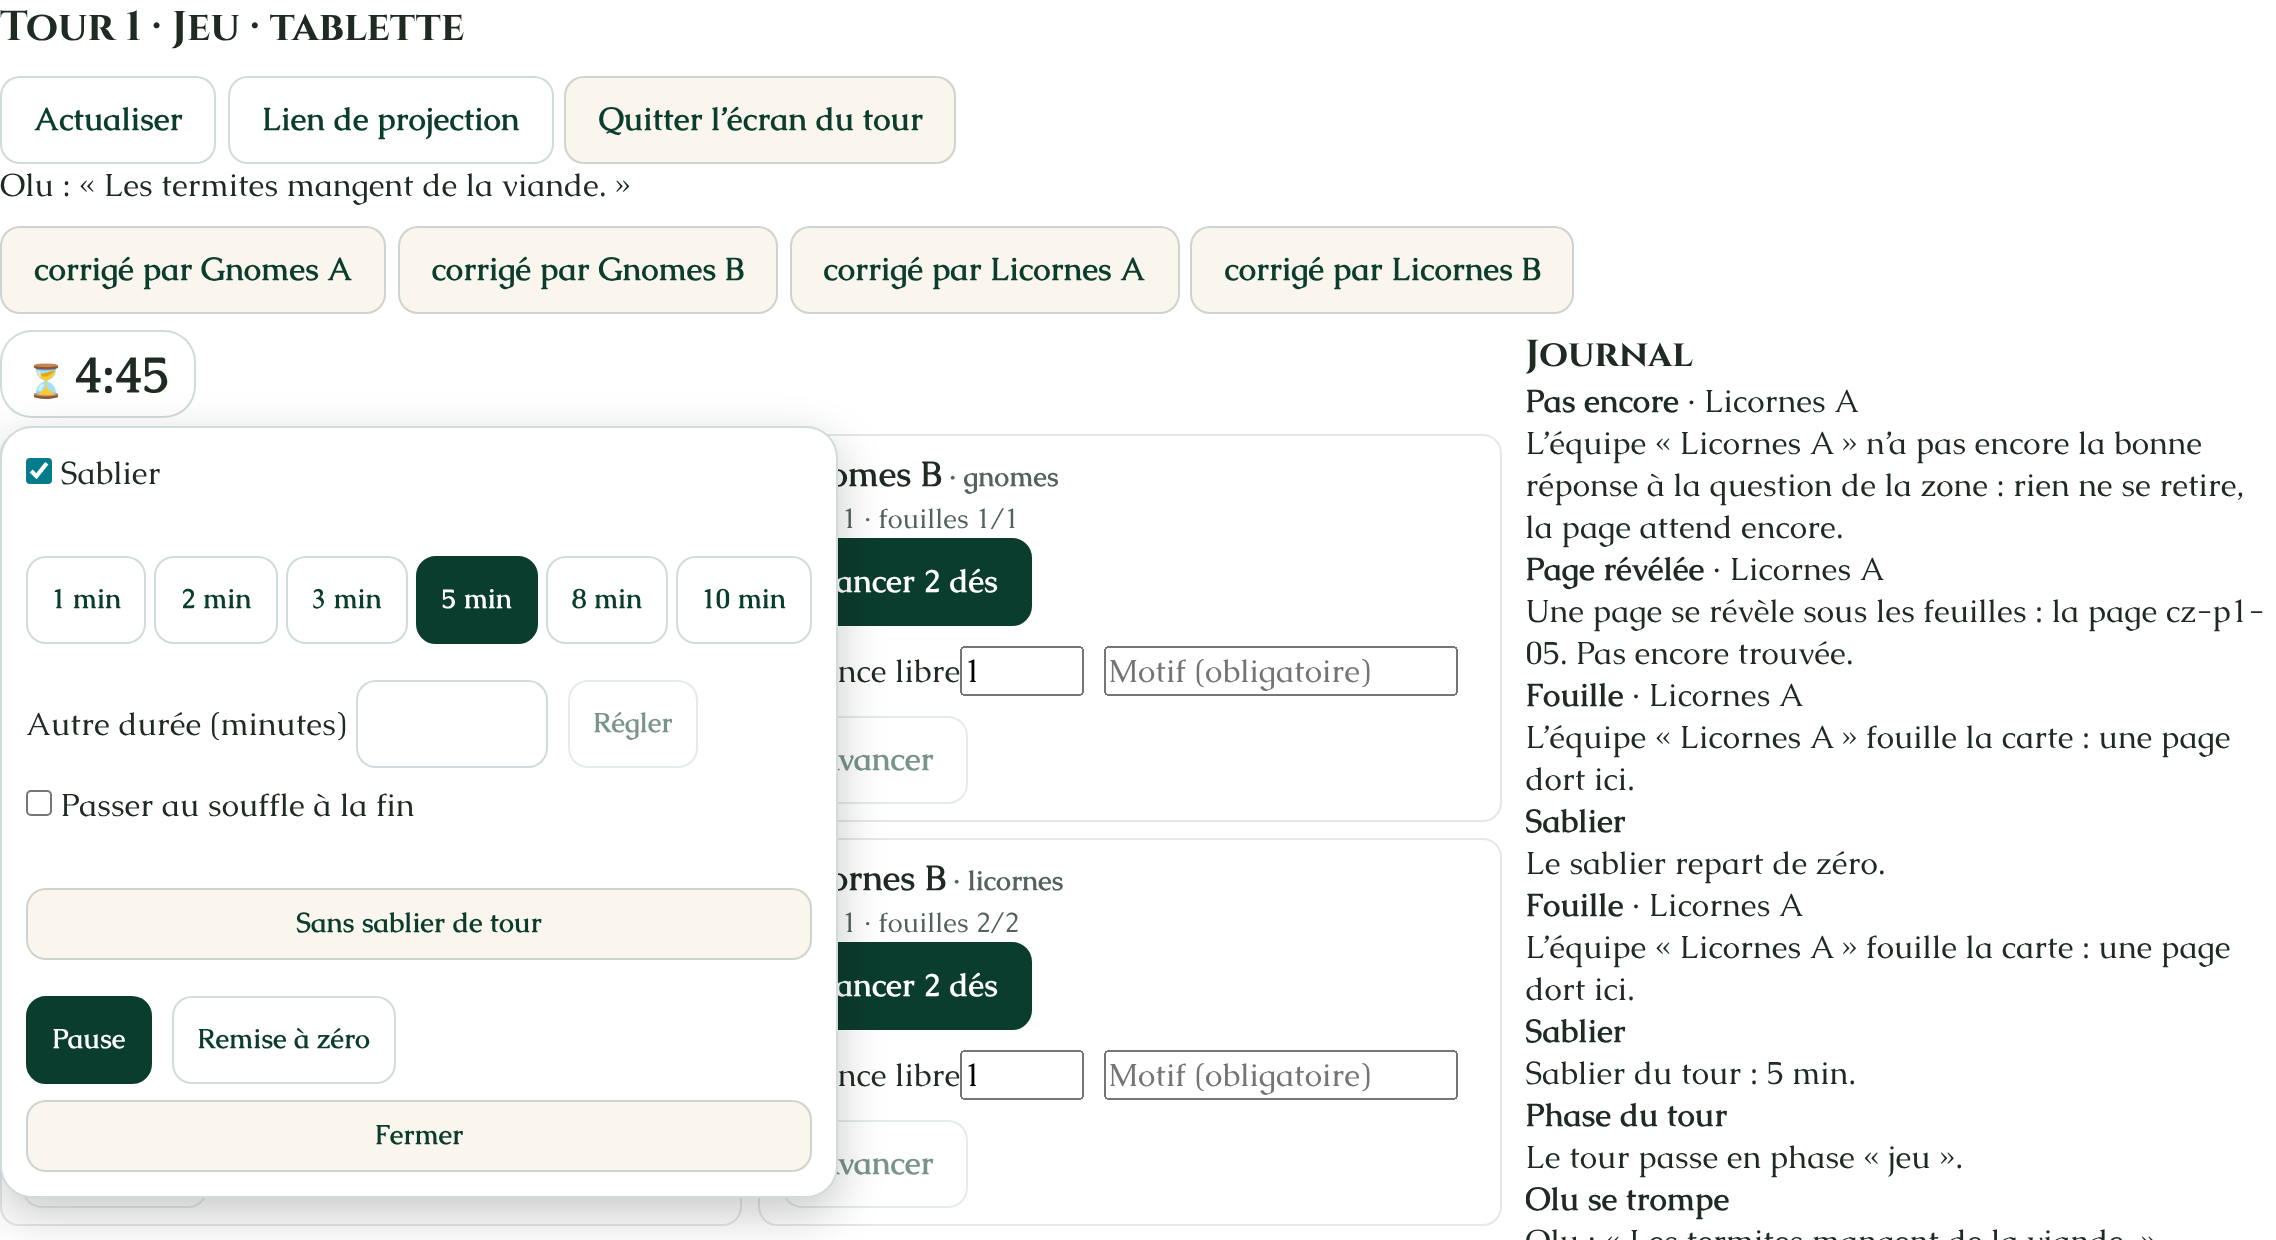 Tour 1 · Jeu · tablette
Actualiser
Lien de projection
Quitter l’écran du tour
Olu : « Les termites mangent de la viande. »
corrigé par Gnomes A
corrigé par Gnomes B
corrigé par Licornes A
corrigé par Licornes B
⏳ 4:45
Sablier
1 min
2 min
3 min
5 min
8 min
10 min
Autre durée (minutes)
Régler
Passer au souffle à la fin
Sans sablier de tour
Pause
Remise à zéro
Fermer
omes B · gnomes
1 · fouilles 1/1
ancer 2 dés
nce libre 1
Motif (obligatoire)
vancer
ornes B · licornes
1 · fouilles 2/2
ancer 2 dés
nce libre 1
Motif (obligatoire)
vancer
Journal
Pas encore · Licornes A
L’équipe « Licornes A » n’a pas encore la bonne
réponse à la question de la zone : rien ne se retire,
la page attend encore.
Page révélée · Licornes A
Une page se révèle sous les feuilles : la page cz-p1-
05. Pas encore trouvée.
Fouille · Licornes A
L’équipe « Licornes A » fouille la carte : une page
dort ici.
Sablier
Le sablier repart de zéro.
Fouille · Licornes A
L’équipe « Licornes A » fouille la carte : une page
dort ici.
Sablier
Sablier du tour : 5 min.
Phase du tour
Le tour passe en phase « jeu ».
Olu se trompe
Olu : « Les termites mangent de la viande. »